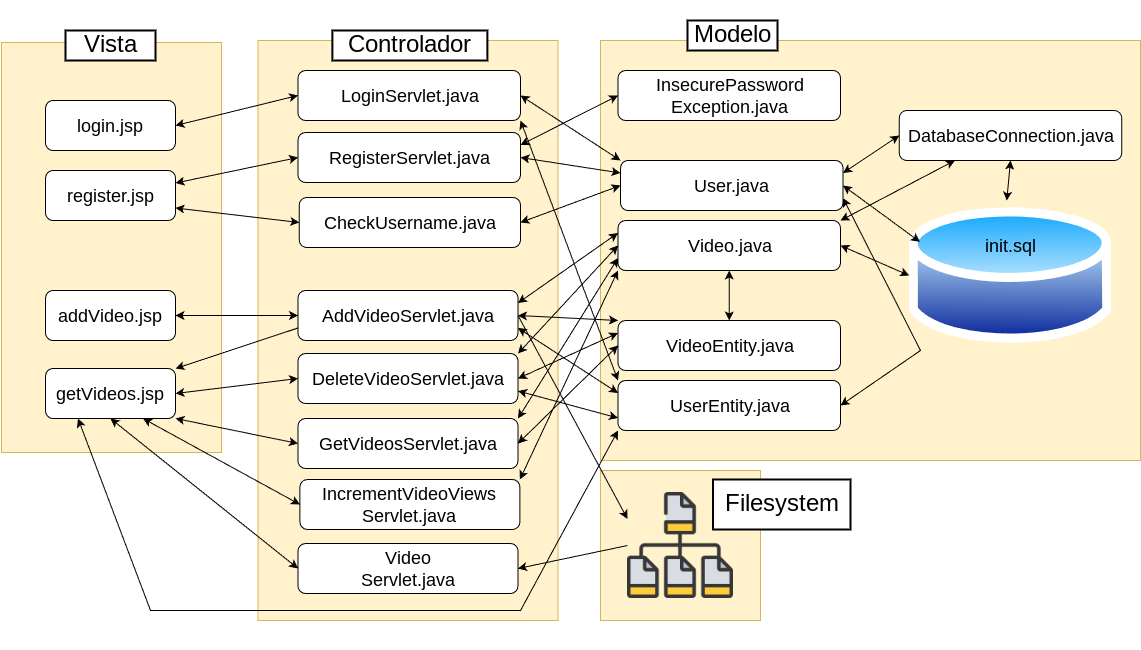 Vista
login.jsp
register.jsp
addVideo.jsp
getVideos.jsp
Controlador
LoginServlet.java
RegisterServlet.java
CheckUsername.java
AddVideoServlet.java
DeleteVideoServlet.java
GetVideosServlet.java
IncrementVideoViews
Servlet.java
Video
Servlet.java
Modelo
InsecurePassword
Exception.java
User.java
Video.java
VideoEntity.java
UserEntity.java
DatabaseConnection.java
init.sql
Filesystem